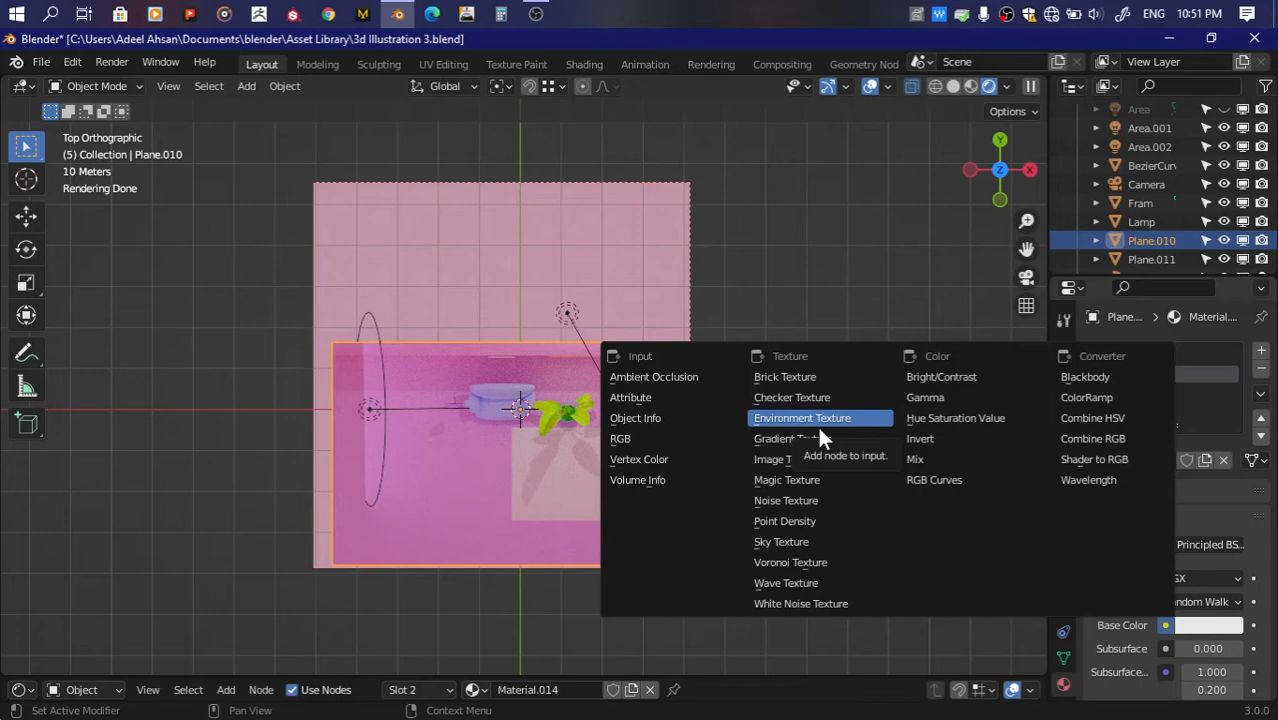 ENG 10:51 PM
Blender* [C:\Users\Adeel Ahsan\Documents\blender\Asset Library\3d Illustration 3.blend]
File Edit Render Window Help Layout Modeling Sculpting UV Editing Texture Paint Shading Animation Rendering Compositing Geometry Nod Scene View Layer
Object Mode View Select Add Object Global
Options
Top Orthographic
(5) Collection | Plane.010
10 Meters
Rendering Done
Y
X
Z
Area
Area.001
Area.002
BezierCurv
Camera
Fram
Lamp
Plane.010
Plane.011
Plane... Material...
Input Texture Color Converter
Ambient Occlusion Brick Texture Bright/Contrast Blackbody
Attribute Checker Texture Gamma ColorRamp
Object Info Environment Texture Hue Saturation Value Combine HSV
RGB Gradient Invert Combine RGB
Vertex Color Image Mix Shader to RGB
Volume Info Magic Texture RGB Curves Wavelength
Add node to input.
Noise Texture
Point Density
Sky Texture
Voronoi Texture
Wave Texture
White Noise Texture
Principled BS...
GX
andom Walk
Base Color
Subsurface 0.000
Subsurface... 1.000
0.200
Object View Select Add Node Use Nodes Slot 2 Material.014
Set Active Modifier Pan View Context Menu 3.0.0